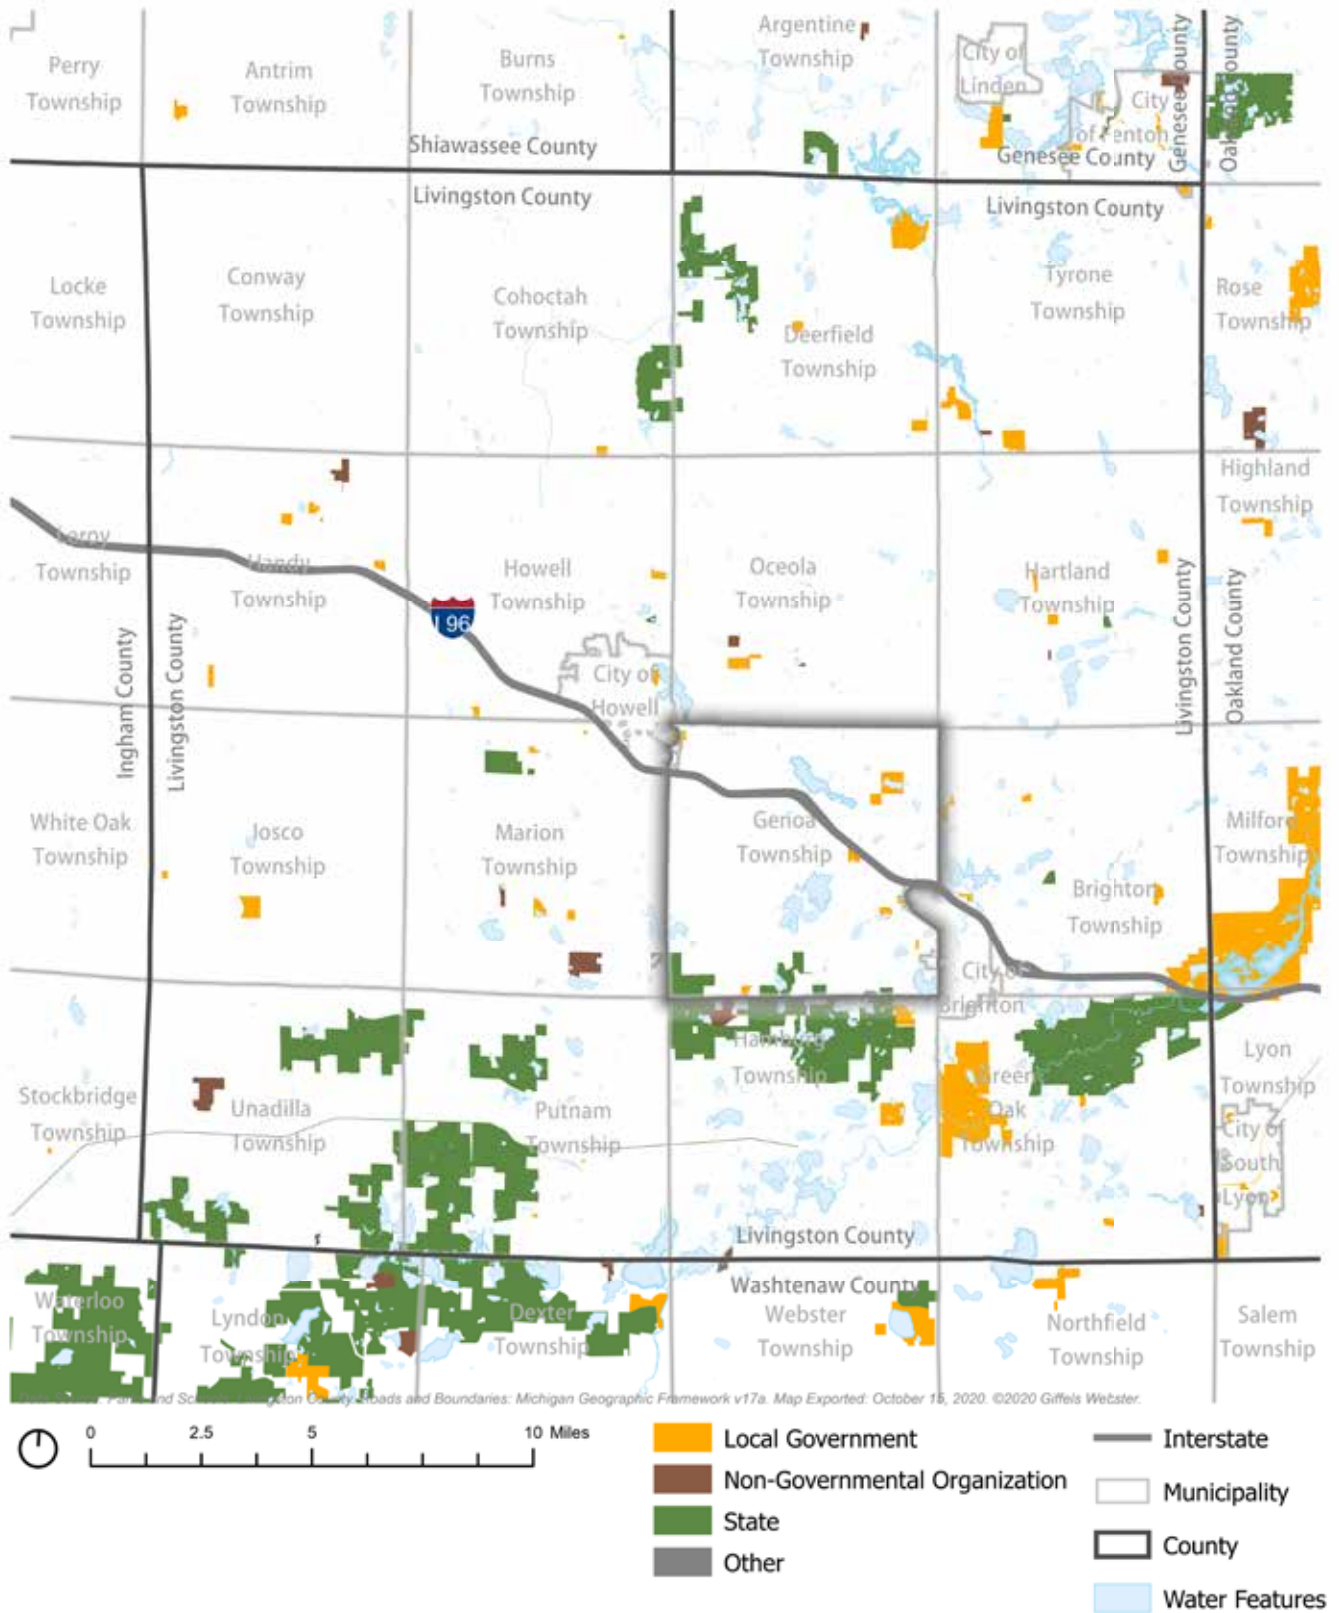 Argentine
Township
Perry
Township
Antrim
Township
Burns
Township
City of
Linden
City
of Fenton
Genesee County
Oakland County
Shiawassee County
Genesee County
Livingston County
Livingston County
Locke
Township
Conway
Township
Cohoctah
Township
Deerfield
Township
Tyrone
Township
Rose
Township
Highland
Township
Leroy
Township
Handy
Township
Howell
Township
Oceola
Township
Hartland
Township
I 96
City of
Howell
Ingham County
Livingston County
Livingston County
Oakland County
White Oak
Township
Josco
Township
Marion
Township
Genoa
Township
Brighton
Township
Milford
Township
City of
Brighton
Stockbridge
Township
Unadilla
Township
Putnam
Township
Hamburg
Township
Green
Oak
Township
Lyon
Township
City of
South
Lyon
Livingston County
Washtenaw County
Waterloo
Township
Lyndon
Township
Dexter
Township
Webster
Township
Northfield
Township
Salem
Township
County. Roads and Boundaries: Michigan Geographic Framework v17a. Map Exported: October 15, 2020. ©2020 Giffels Webster.
0 2.5 5 10 Miles
Local Government
Non-Governmental Organization
State
Other
Interstate
Municipality
County
Water Features